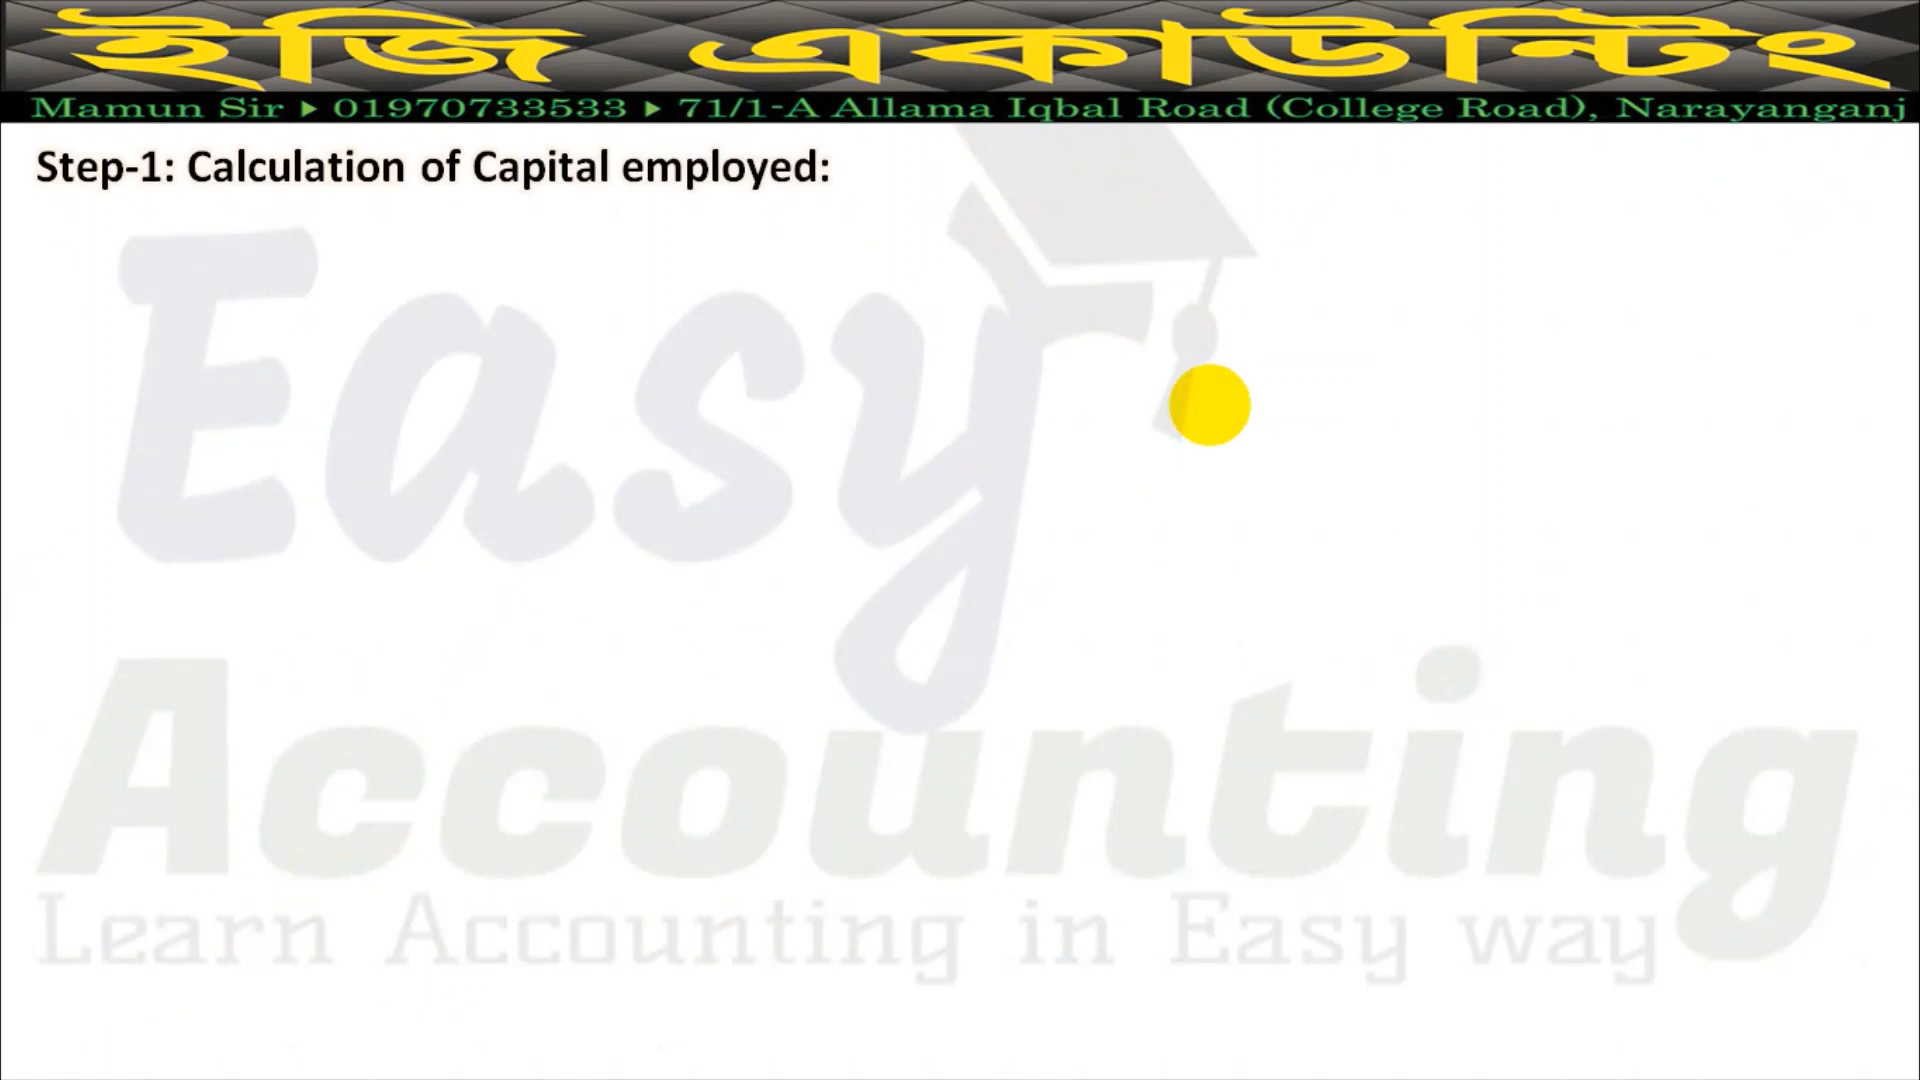 ইজি একাউন্টিং
Mamun Sir ▶ 01970733533 ▶ 71/1-A Allama Iqbal Road (College Road), Narayanganj
Step-1: Calculation of Capital employed:
Easy
Accounting
Learn Accounting in Easy way